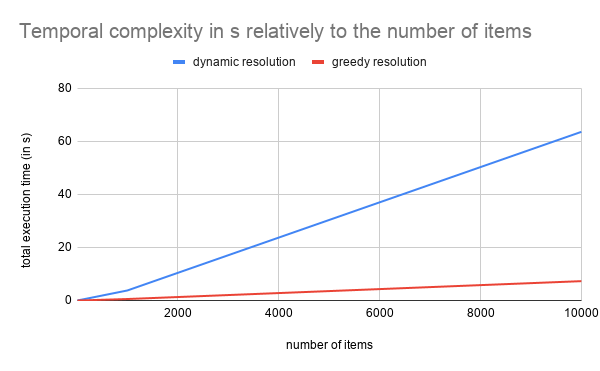 Temporal complexity in s relatively to the number of items
dynamic resolution greedy resolution
total execution time (in s)
80
60
40
20
0
2000 4000 6000 8000 10000
number of items